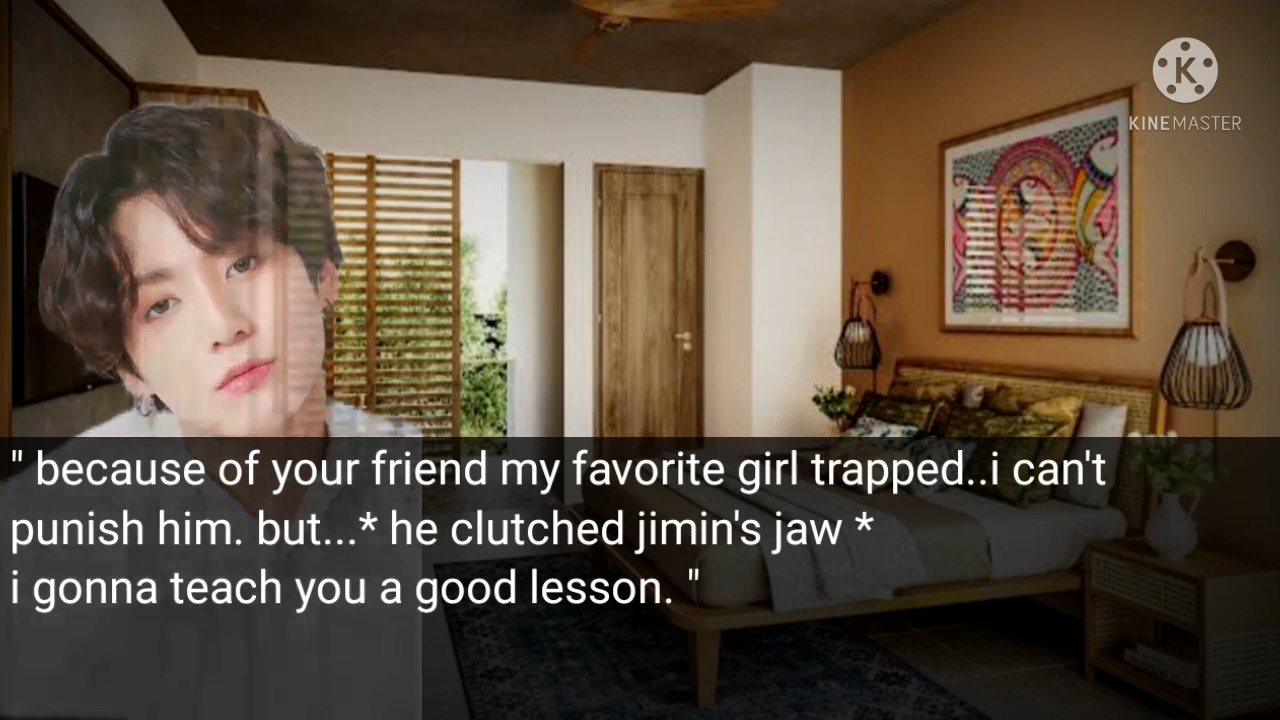 KINEMASTER
" because of your friend my favorite girl trapped..i can't
punish him. but...* he clutched jimin's jaw *
i gonna teach you a good lesson. "